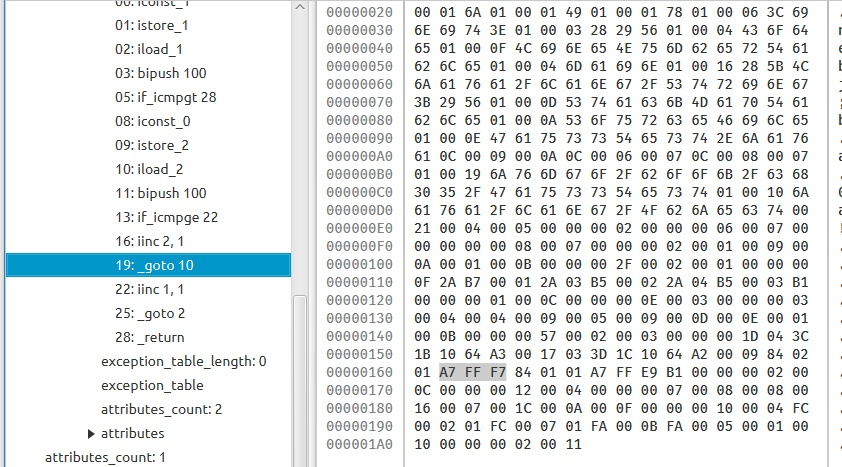 00: iconst_1
01: istore_1
02: iload_1
03: bipush 100
05: if_icmpgt 28
08: iconst_0
09: istore_2
10: iload_2
11: bipush 100
13: if_icmpge 22
16: iinc 2, 1
19: _goto 10
22: iinc 1, 1
25: _goto 2
28: _return
exception_table_length: 0
exception_table
attributes_count: 2
attributes
attributes_count: 1
00000020 00 01 6A 01 00 01 49 01 00 01 78 01 00 06 3C 69
00000030 6E 69 74 3E 01 00 03 28 29 56 01 00 04 43 6F 64
00000040 65 01 00 0F 4C 69 6E 65 4E 75 6D 62 65 72 54 61
00000050 62 6C 65 01 00 04 6D 61 69 6E 01 00 16 28 5B 4C
00000060 6A 61 76 61 2F 6C 61 6E 67 2F 53 74 72 69 6E 67
00000070 3B 29 56 01 00 0D 53 74 61 63 6B 4D 61 70 54 61
00000080 62 6C 65 01 00 0A 53 6F 75 72 63 65 46 69 6C 65
00000090 01 00 0E 47 61 75 73 73 54 65 73 74 2E 6A 61 76
000000A0 61 0C 00 09 00 0A 0C 00 06 00 07 0C 00 08 00 07
000000B0 01 00 19 6A 76 6D 67 6F 2F 62 6F 6F 6B 2F 63 68
000000C0 30 35 2F 47 61 75 73 73 54 65 73 74 01 00 10 6A
000000D0 61 76 61 2F 6C 61 6E 67 2F 4F 62 6A 65 63 74 00
000000E0 21 00 04 00 05 00 00 00 02 00 00 00 06 00 07 00
000000F0 00 00 00 00 08 00 07 00 00 00 02 00 01 00 09 00
00000100 0A 00 01 00 0B 00 00 00 2F 00 02 00 01 00 00 00
00000110 0F 2A B7 00 01 2A 03 B5 00 02 2A 04 B5 00 03 B1
00000120 00 00 00 01 00 0C 00 00 00 0E 00 03 00 00 00 03
00000130 00 04 00 04 00 09 00 05 00 09 00 0D 00 0E 00 01
00000140 00 0B 00 00 00 57 00 02 00 03 00 00 00 1D 04 3C
00000150 1B 10 64 A3 00 17 03 3D 1C 10 64 A2 00 09 84 02
00000160 01 A7 FF F7 84 01 01 A7 FF E9 B1 00 00 00 02 00
00000170 0C 00 00 00 12 00 04 00 00 00 07 00 08 00 08 00
00000180 16 00 07 00 1C 00 0A 00 0F 00 00 00 10 00 04 FC
00000190 00 02 01 FC 00 07 01 FA 00 0B FA 00 05 00 01 00
000001A0 10 00 00 00 02 00 11